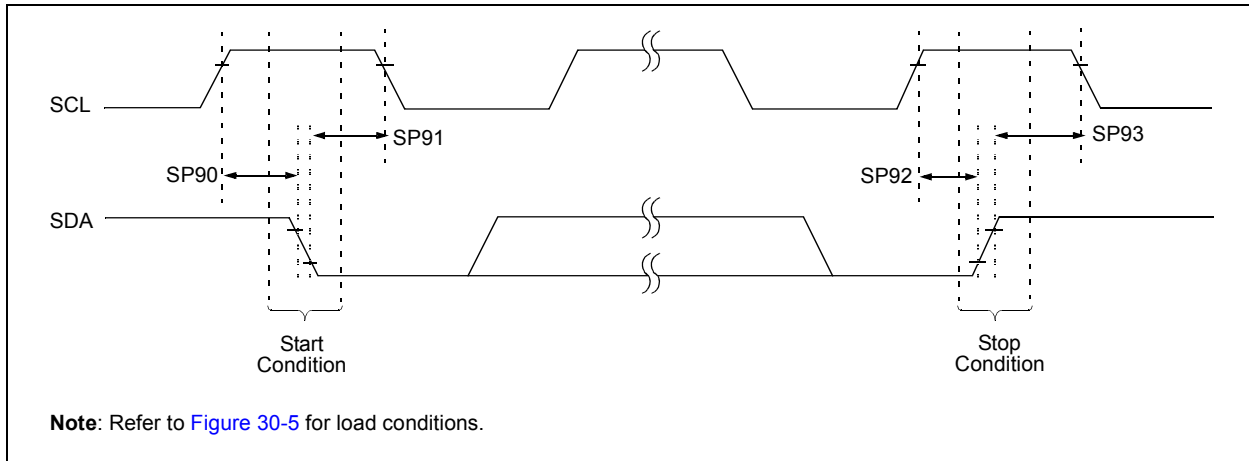 SCL
SP91
SP93
SP90
SP92
SDA
Start
Condition
Stop
Condition
Note: Refer to Figure 30-5 for load conditions.